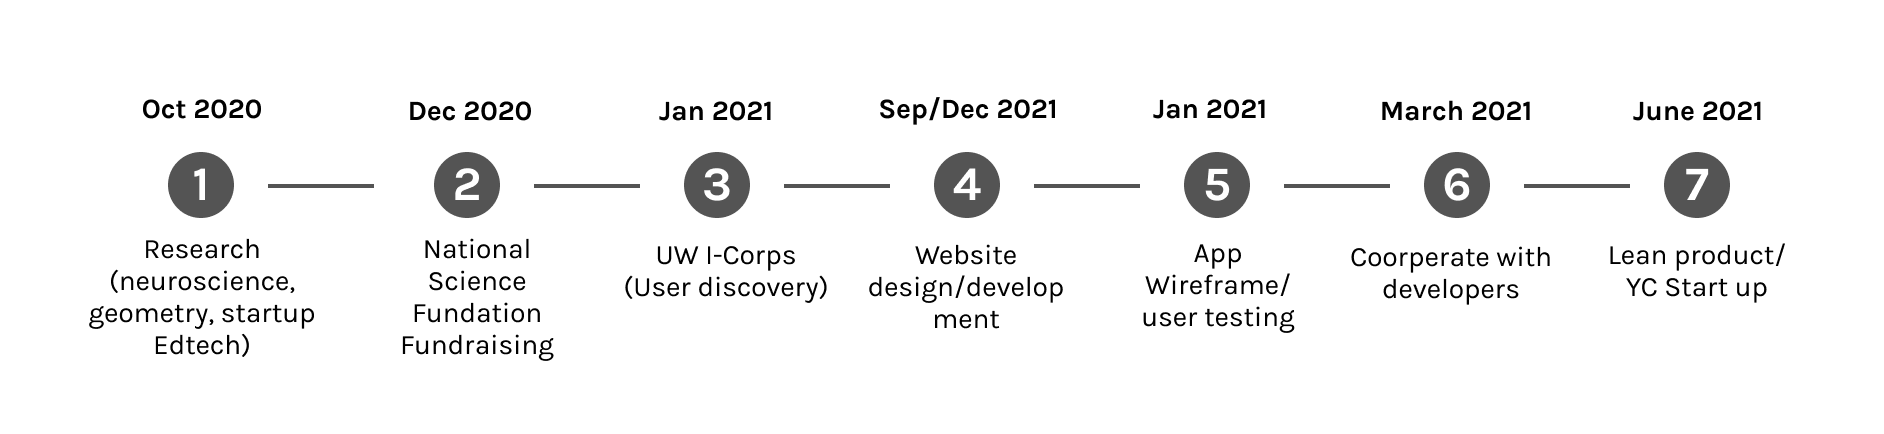 Oct 2020
1
Research
(neuroscience,
geometry, startup
Edtech)
Dec 2020
2
National
Science
Fundation
Fundraising
Jan 2021
3
UW I-Corps
(User discovery)
Sep/Dec 2021
4
Website
design/develop
ment
Jan 2021
5
App
Wireframe/
user testing
March 2021
6
Coorperate with
developers
June 2021
7
Lean product/
YC Start up